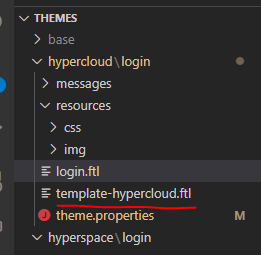 THEMES
base
hypercloud\login
messages
resources
css
img
login.ftl
template-hypercloud.ftl
theme.properties M
hyperspace\login